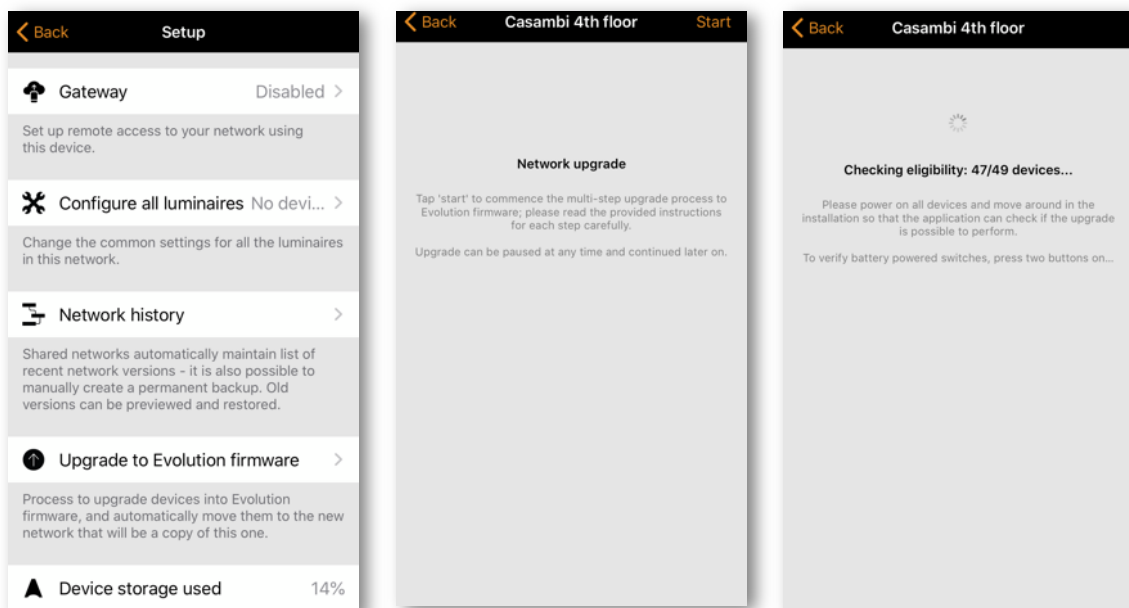 Back
Setup
Gateway
Disabled
Set up remote access to your network using
this device.
Configure all luminaires
No devi...
Change the common settings for all the luminaires
in this network.
Network history
Shared networks automatically maintain list of
recent network versions - it is also possible to
manually create a permanent backup. Old
versions can be previewed and restored.
Upgrade to Evolution firmware
Process to upgrade devices into Evolution
firmware, and automatically move them to the new
network that will be a copy of this one.
Device storage used
14%
Back
Casambi 4th floor
Start
Network upgrade
Tap 'start' to commence the multi-step upgrade process to
Evolution firmware; please read the provided instructions
for each step carefully.
Upgrade can be paused at any time and continued later on.
Back
Casambi 4th floor
Checking eligibility: 47/49 devices...
Please power on all devices and move around in the
installation so that the application can check if the upgrade
is possible to perform.
To verify battery powered switches, press two buttons on...